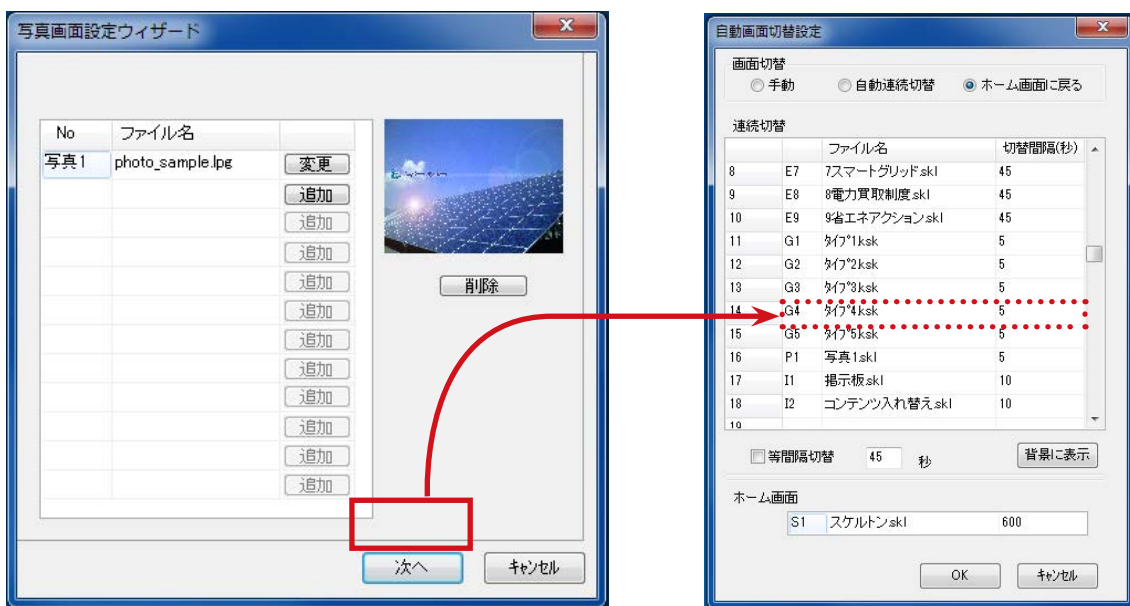 写真画面設定ウィザード
No ファイル名
写真1 photo_sample.lpg 変更
追加
追加
追加
追加
追加
追加
追加
追加
追加
追加
追加
削除
次へ キャンセル
自動画面切替設定
画面切替
手動 自動連続切替 ホーム画面に戻る
連続切替
ファイル名 切替間隔(秒)
8 E7 7スマートグリッド.skl 45
9 E8 8電力買取制度.skl 45
10 E9 9省エネアクション.skl 45
11 G1 ﾀｲﾌﾟ1.ksk 5
12 G2 ﾀｲﾌﾟ2.ksk 5
13 G3 ﾀｲﾌﾟ3.ksk 5
14 G4 ﾀｲﾌﾟ4.ksk 5
15 G5 ﾀｲﾌﾟ5.ksk 5
16 P1 写真1.skl 5
17 I1 掲示板.skl 10
18 I2 コンテンツ入れ替え.skl 10
19
等間隔切替 45 秒 背景に表示
ホーム画面
S1 スケルトン.skl 600
OK キャンセル